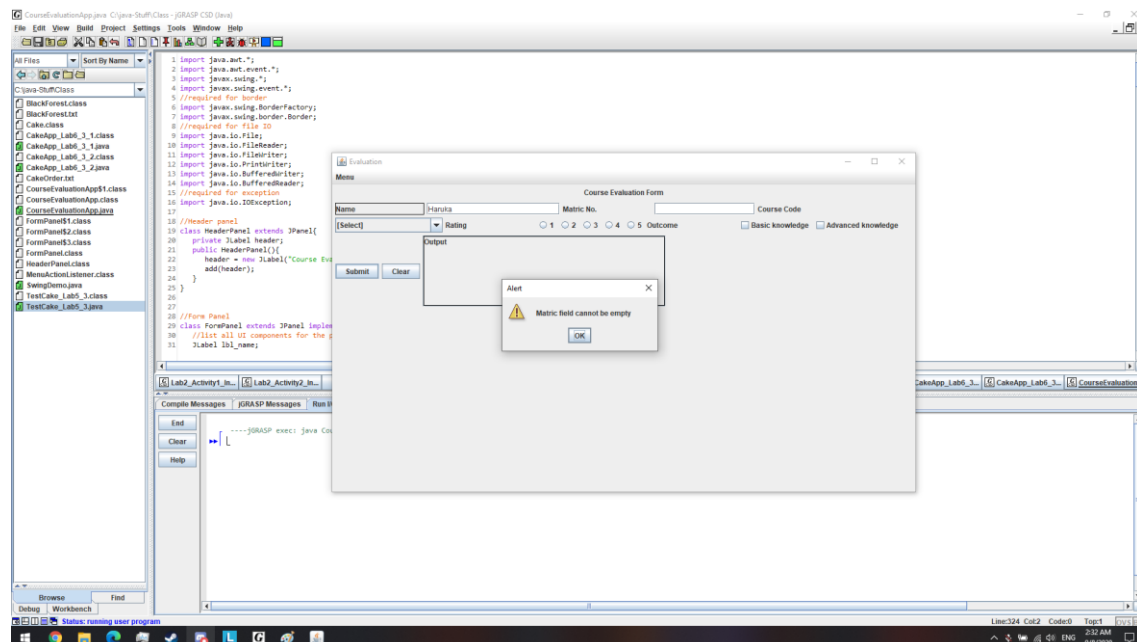 CourseEvaluationApp.java C:\java-Stuff\Class - jGRASP CSD (Java)
File Edit View Build Project Settings Tools Window Help
All Files Sort By Name
C:\java-Stuff\Class
BlackForest.class
BlackForest.txt
Cake.class
CakeApp_Lab6_3_1.class
CakeApp_Lab6_3_1.java
CakeApp_Lab6_3_2.class
CakeApp_Lab6_3_2.java
CakeOrder.txt
CourseEvaluationApp$1.class
CourseEvaluationApp.class
CourseEvaluationApp.java
FormPanel$1.class
FormPanel$2.class
FormPanel$3.class
FormPanel.class
HeaderPanel.class
MenuActionListener.class
SwingDemo.java
TestCake_Lab5_3.class
TestCake_Lab5_3.java
Browse Find
Debug Workbench
1 import java.awt.*;
2 import java.awt.event.*;
3 import javax.swing.*;
4 import javax.swing.event.*;
5 //required for border
6 import javax.swing.BorderFactory;
7 import javax.swing.border.Border;
8 //required for file IO
9 import java.io.File;
10 import java.io.FileReader;
11 import java.io.FileWriter;
12 import java.io.PrintWriter;
13 import java.io.BufferedWriter;
14 import java.io.BufferedReader;
15 //required for exception
16 import java.io.IOException;
17
18 //Header panel
19 class HeaderPanel extends JPanel{
20 private JLabel header;
21 public HeaderPanel(){
22 header = new JLabel("Course Eva
23 add(header);
24 }
25 }
26
27
28 //Form Panel
29 class FormPanel extends JPanel implem
30 //list all UI components for the p
31 JLabel lbl_name;
Evaluation
Menu
Course Evaluation Form
Name Haruka Matric No. Course Code
[Select] Rating 1 2 3 4 5 Outcome Basic knowledge Advanced knowledge
Output
Submit Clear
Alert
Matric field cannot be empty
OK
Lab2_Activity1_In... Lab2_Activity2_In... CakeApp_Lab6_3... CakeApp_Lab6_3... CourseEvaluation
Compile Messages jGRASP Messages Run I/
End
Clear
Help
----jGRASP exec: java Cou
Status: running user program
Line:324 Col:2 Code:0 Top:1 OVS
ENG 2:32 AM